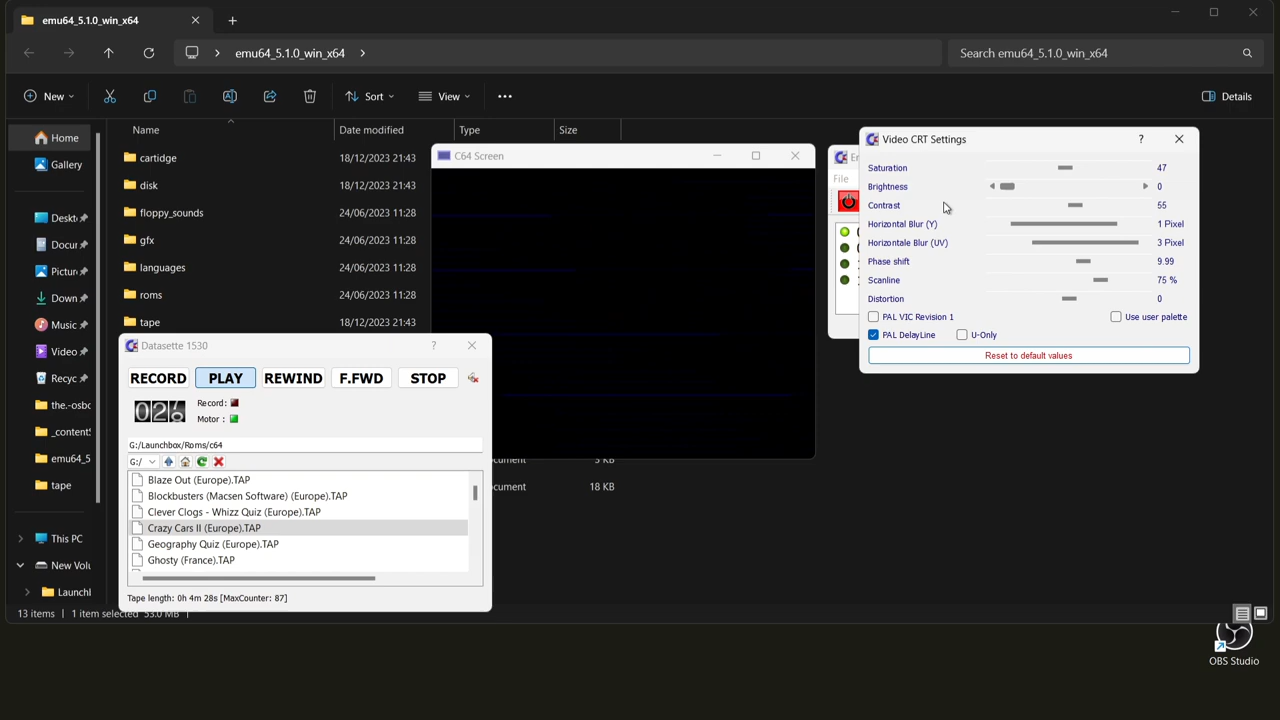 emu64_5.1.0_win_x64
emu64_5.1.0_win_x64
Search emu64_5.1.0_win_x64
New
Sort
View
Details
Name
Date modified
Type
Size
Home
Gallery
Music
Video
This PC
cartidge
18/12/2023 21:43
disk
18/12/2023 21:43
floppy_sounds
24/06/2023 11:28
gfx
24/06/2023 11:28
languages
24/06/2023 11:28
roms
24/06/2023 11:28
tape
18/12/2023 21:43
emu64_5
tape
18 KB
13 items
1 item selected 53.0 MB
C64 Screen
File
Video CRT Settings
?
Saturation 47
Brightness 0
Contrast 55
Horizontal Blur (Y) 1 Pixel
Horizontale Blur (UV) 3 Pixel
Phase shift 9.99
Scanline 75 %
Distortion 0
PAL VIC Revision 1
Use user palette
PAL DelayLine
U-Only
Reset to default values
Datasette 1530
?
RECORD PLAY REWIND F.FWD STOP
026
Record:
Motor :
G:/Launchbox/Roms/c64
G:/
Blaze Out (Europe).TAP
Blockbusters (Macsen Software) (Europe).TAP
Clever Clogs - Whizz Quiz (Europe).TAP
Crazy Cars II (Europe).TAP
Geography Quiz (Europe).TAP
Ghosty (France).TAP
Tape length: 0h 4m 28s [MaxCounter: 87]
OBS Studio